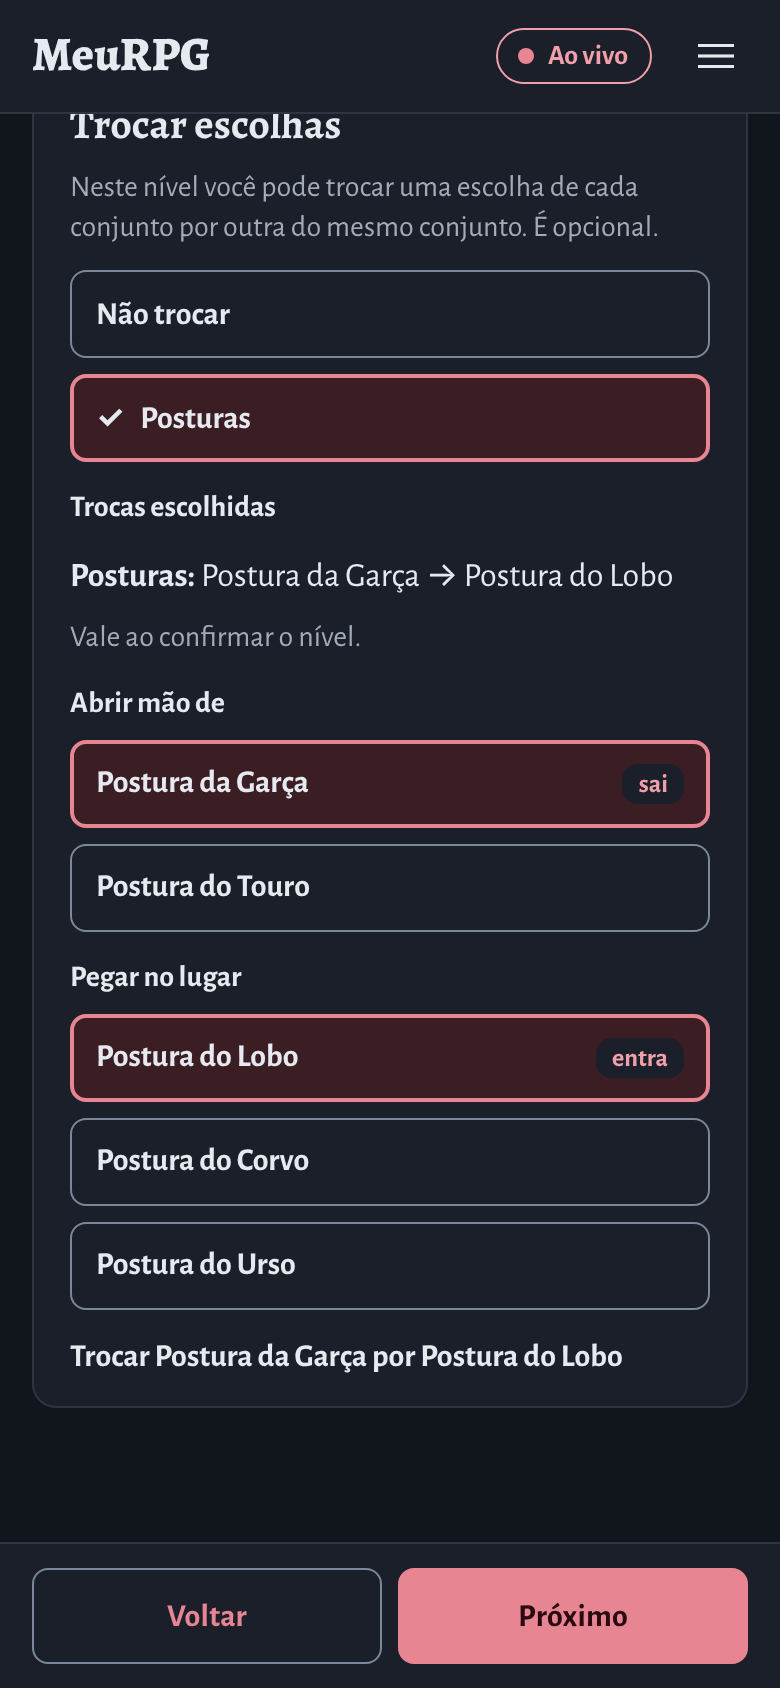 MeuRPG
Ao vivo
Trocar escolhas
Neste nível você pode trocar uma escolha de cada
conjunto por outra do mesmo conjunto. É opcional.
Não trocar
Posturas
Trocas escolhidas
Posturas: Postura da Garça → Postura do Lobo
Vale ao confirmar o nível.
Abrir mão de
Postura da Garça
sai
Postura do Touro
Pegar no lugar
Postura do Lobo
entra
Postura do Corvo
Postura do Urso
Trocar Postura da Garça por Postura do Lobo
Voltar
Próximo